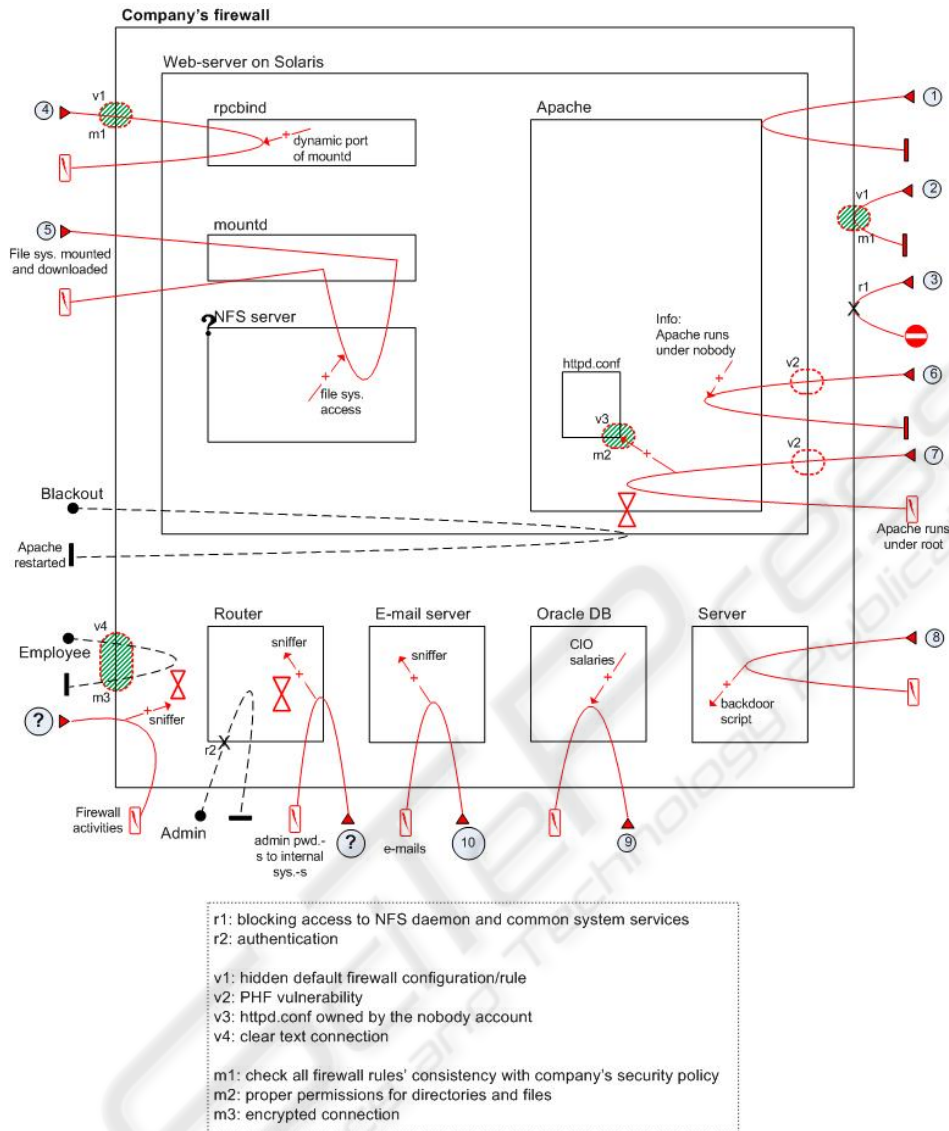 Company's firewall
Web-server on Solaris
4
v1
m1
rpcbind
dynamic port
of mountd
Apache
1
2
v1
m1
3
r1
5
File sys. mounted
and downloaded
mountd
?
NFS server
file sys.
access
Info:
Apache runs
under nobody
httpd.conf
v3
m2
v2
6
v2
7
Apache runs
under root
Blackout
Apache
restarted
v4
Employee
m3
?
sniffer
Firewall
activities
Router
sniffer
r2
Admin
admin pwd.-
s to internal
sys.-s
?
E-mail server
sniffer
e-mails
10
Oracle DB
CIO
salaries
9
Server
backdoor
script
8
r1: blocking access to NFS daemon and common system services
r2: authentication
v1: hidden default firewall configuration/rule
v2: PHF vulnerability
v3: httpd.conf owned by the nobody account
v4: clear text connection
m1: check all firewall rules' consistency with company's security policy
m2: proper permissions for directories and files
m3: encrypted connection
SciTePress
Science and Technology Publications